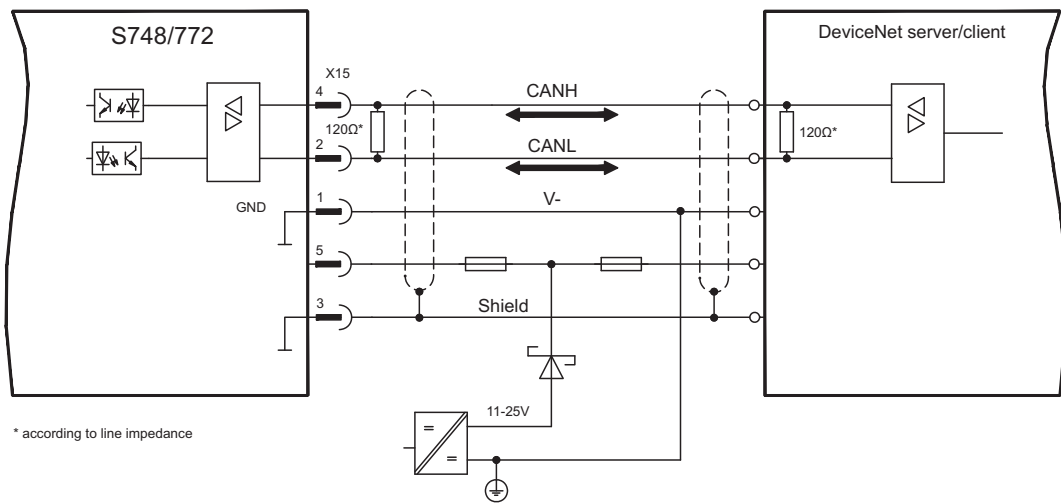 S748/772
DeviceNet server/client
X15
4
CANH
120Ω*
120Ω*
2
CANL
GND
1
V-
5
3
Shield
11-25V
* according to line impedance